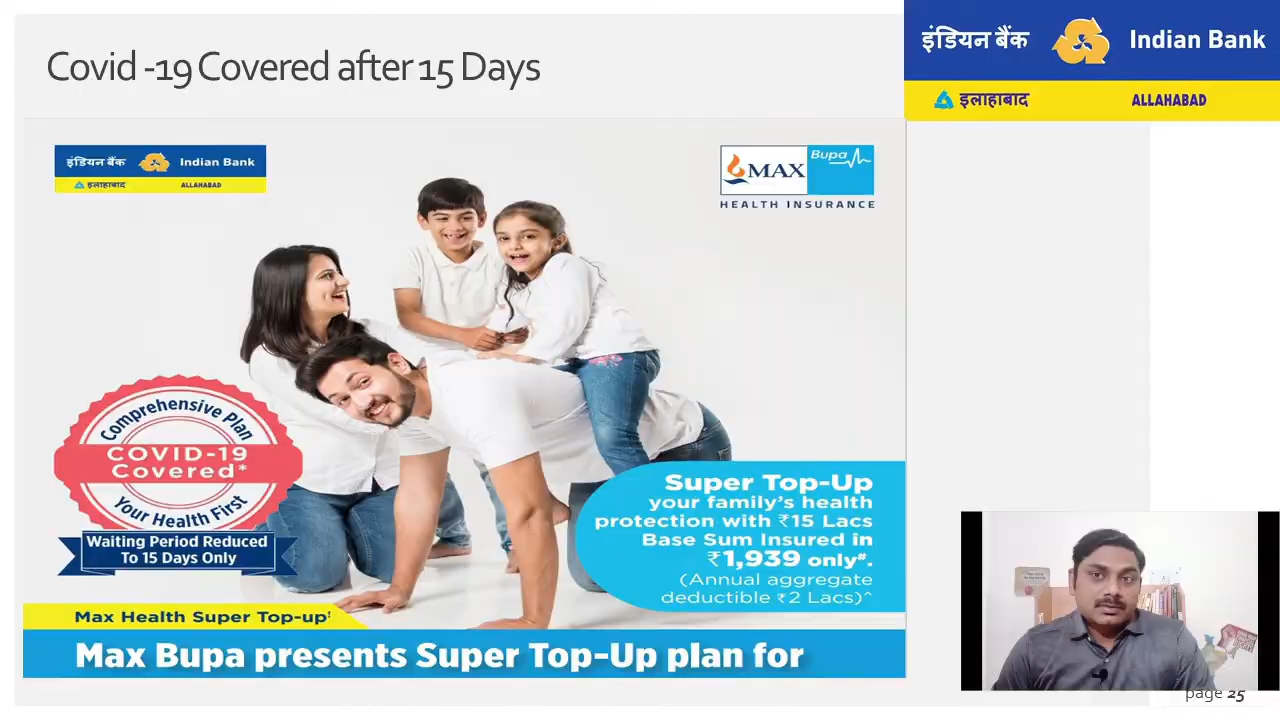 Covid -19 Covered after 15 Days
इंडियन बैंक Indian Bank
इलाहाबाद ALLAHABAD
इंडियन बैंक Indian Bank
इलाहाबाद ALLAHABAD
MAX Bupa
HEALTH INSURANCE
Comprehensive Plan
COVID-19
Covered*
Your Health First
Waiting Period Reduced
To 15 Days Only
Super Top-Up
your family's health
protection with ₹15 Lacs
Base Sum Insured in
₹1,939 only#.
(Annual aggregate
deductible ₹2 Lacs)^
Max Health Super Top-up
Max Bupa presents Super Top-Up plan for
page 25